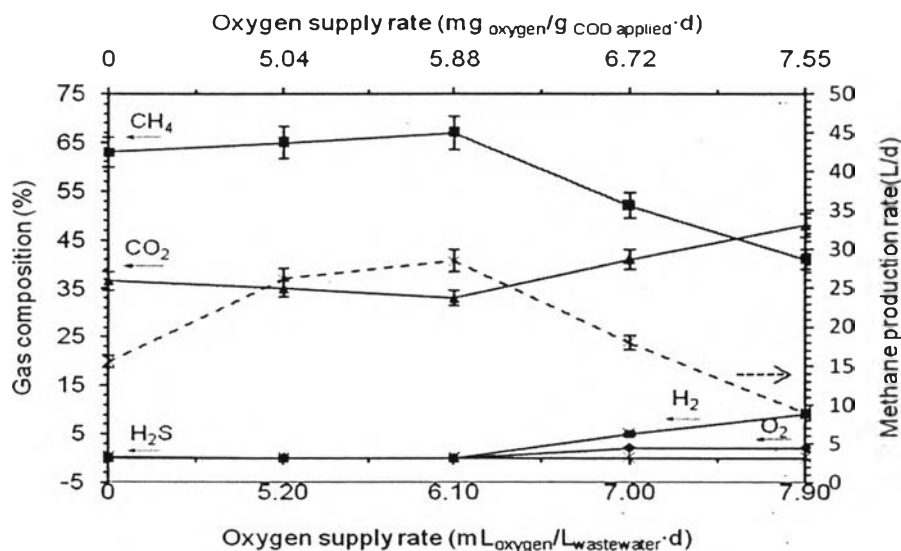 Oxygen supply rate (mg oxygen/g COD applied·d)
0 5.04 5.88 6.72 7.55
75 50
CH4 45
65 40
55 35
45 30
CO2
35 25
20
25
15
15 H2 10
H2S O2
5 5
-5 0
0 5.20 6.10 7.00 7.90
Oxygen supply rate (mLoxygen/Lwastewater·d)
Gas composition (%)
Methane production rate(L/d)